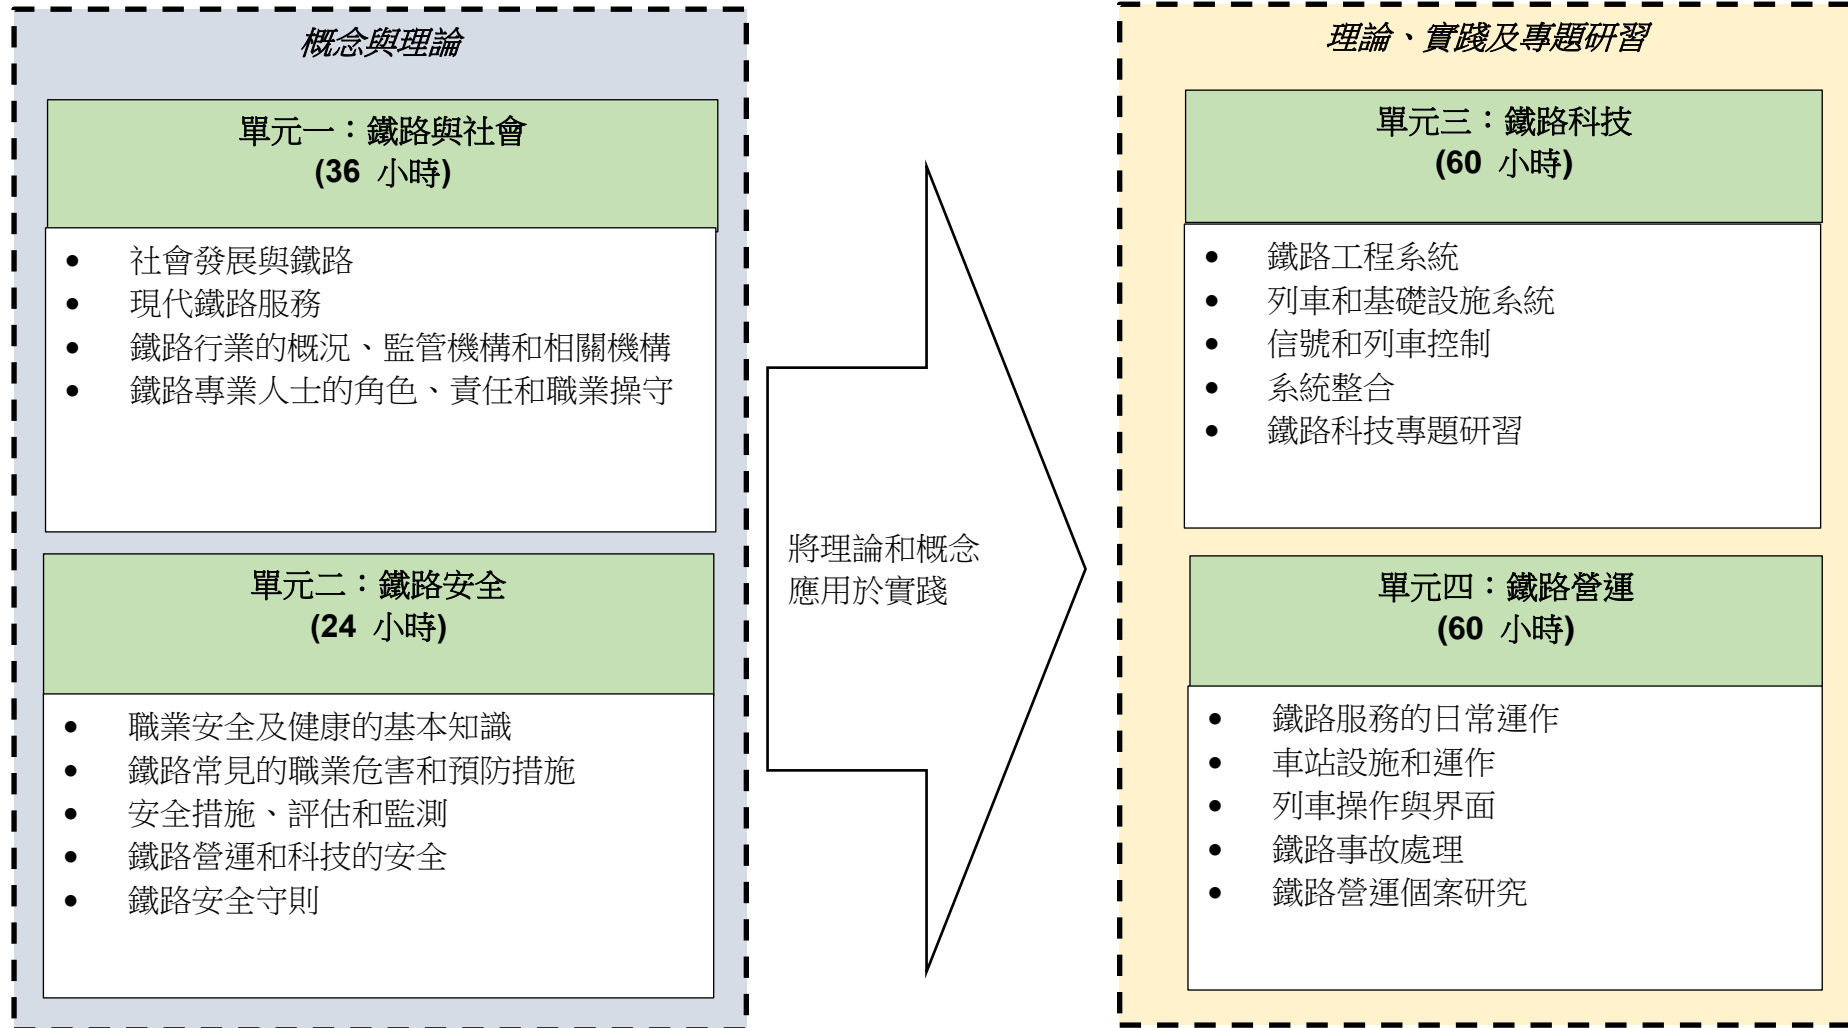 概念與理論
單元一：鐵路與社會
(36 小時)
• 社會發展與鐵路
• 現代鐵路服務
• 鐵路行業的概況、監管機構和相關機構
• 鐵路專業人士的角色、責任和職業操守
單元二：鐵路安全
(24 小時)
• 職業安全及健康的基本知識
• 鐵路常見的職業危害和預防措施
• 安全措施、評估和監測
• 鐵路營運和科技的安全
• 鐵路安全守則
將理論和概念
應用於實踐
理論、實踐及專題研習
單元三：鐵路科技
(60 小時)
• 鐵路工程系統
• 列車和基礎設施系統
• 信號和列車控制
• 系統整合
• 鐵路科技專題研習
單元四：鐵路營運
(60 小時)
• 鐵路服務的日常運作
• 車站設施和運作
• 列車操作與界面
• 鐵路事故處理
• 鐵路營運個案研究